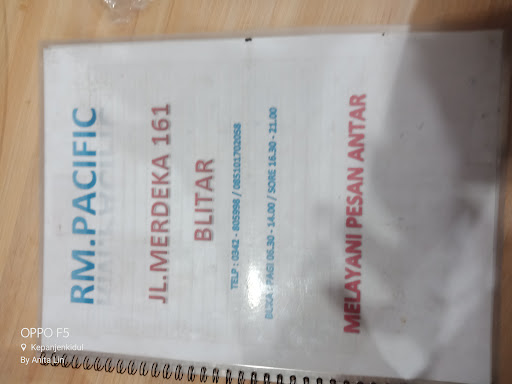 RM.PACIFIC
JL.MERDEKA 161
BLITAR
TELP : 0342 - 805998 / 085101702058
BUKA : PAGI 06.30 - 14.00 / SORE 16.30 - 21.00
MELAYANI PESAN ANTAR
OPPO F5
Kepanjenkidul
By Anita Lin